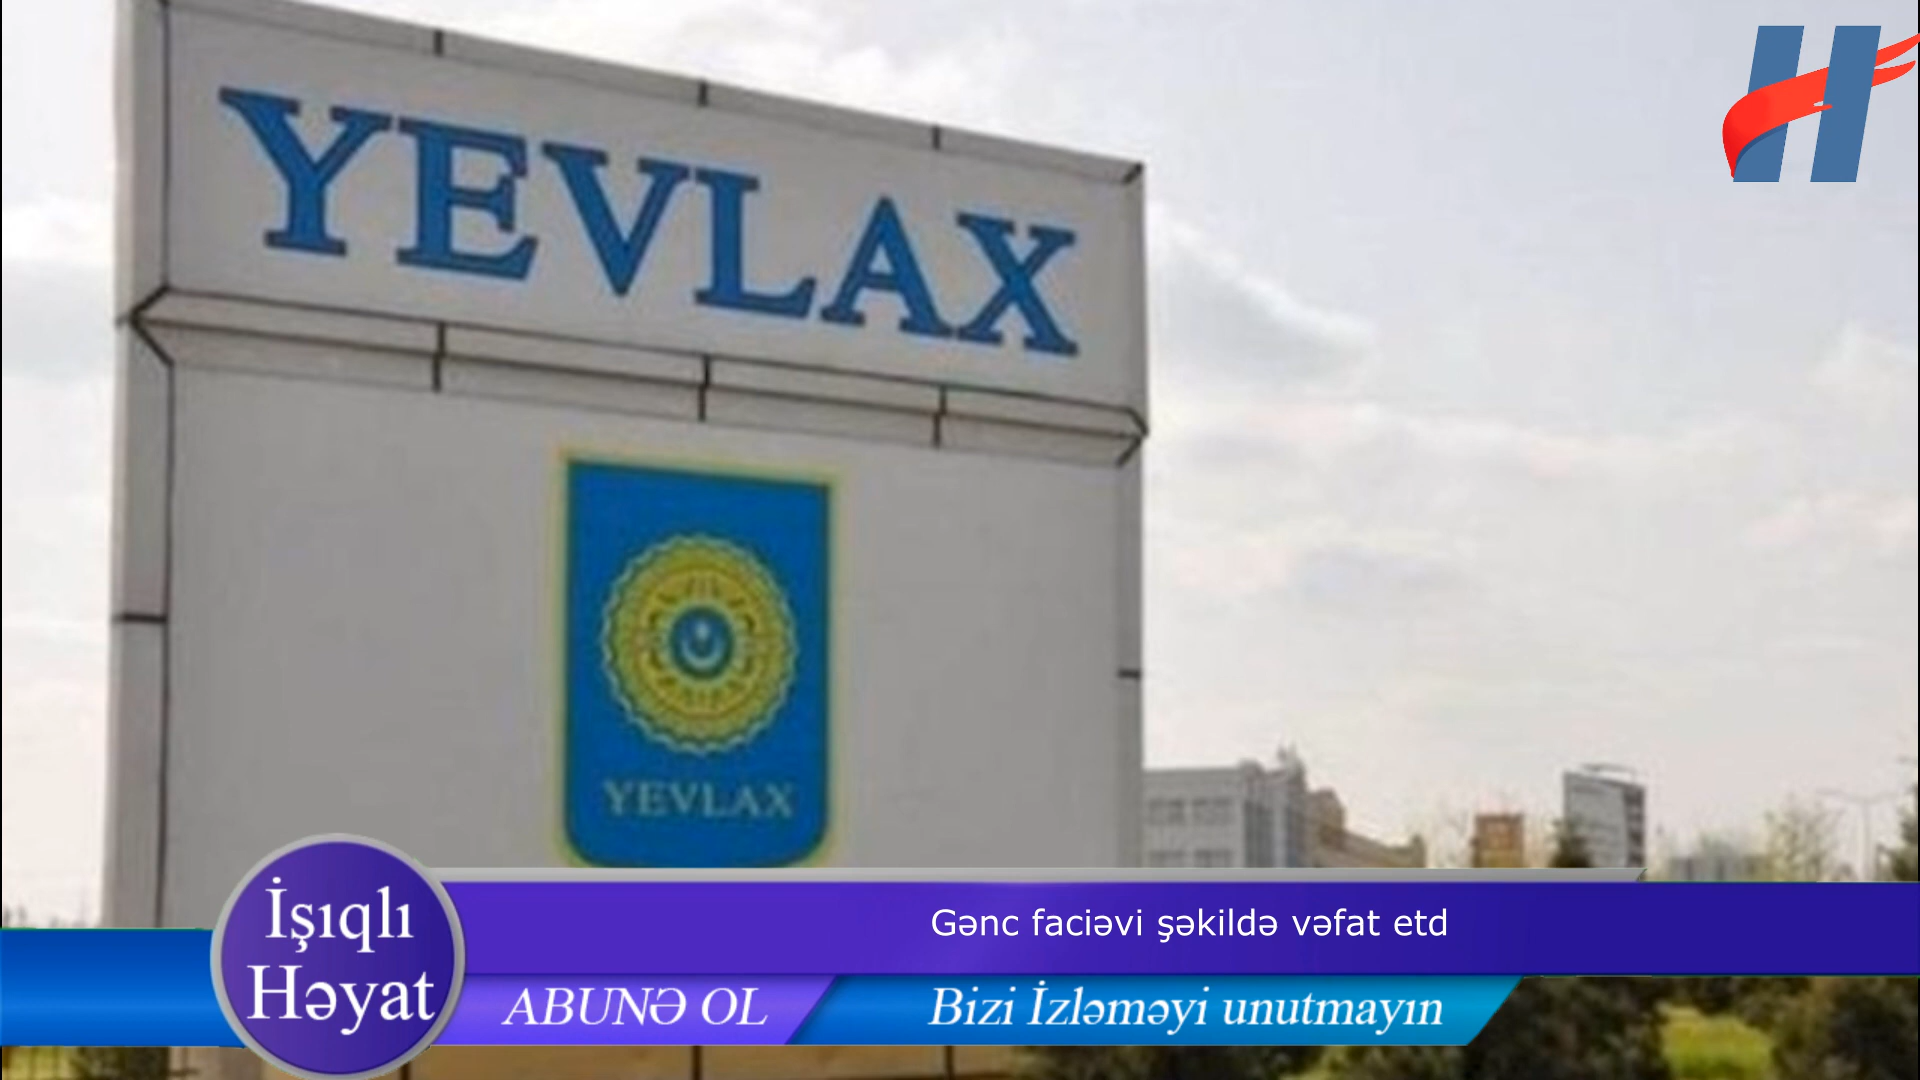 YEVLAX
YEVLAX
İşıqlı
Həyat
Gənc faciəvi şəkildə vəfat etd
ABUNƏ OL
Bizi İzləməyi unutmayın